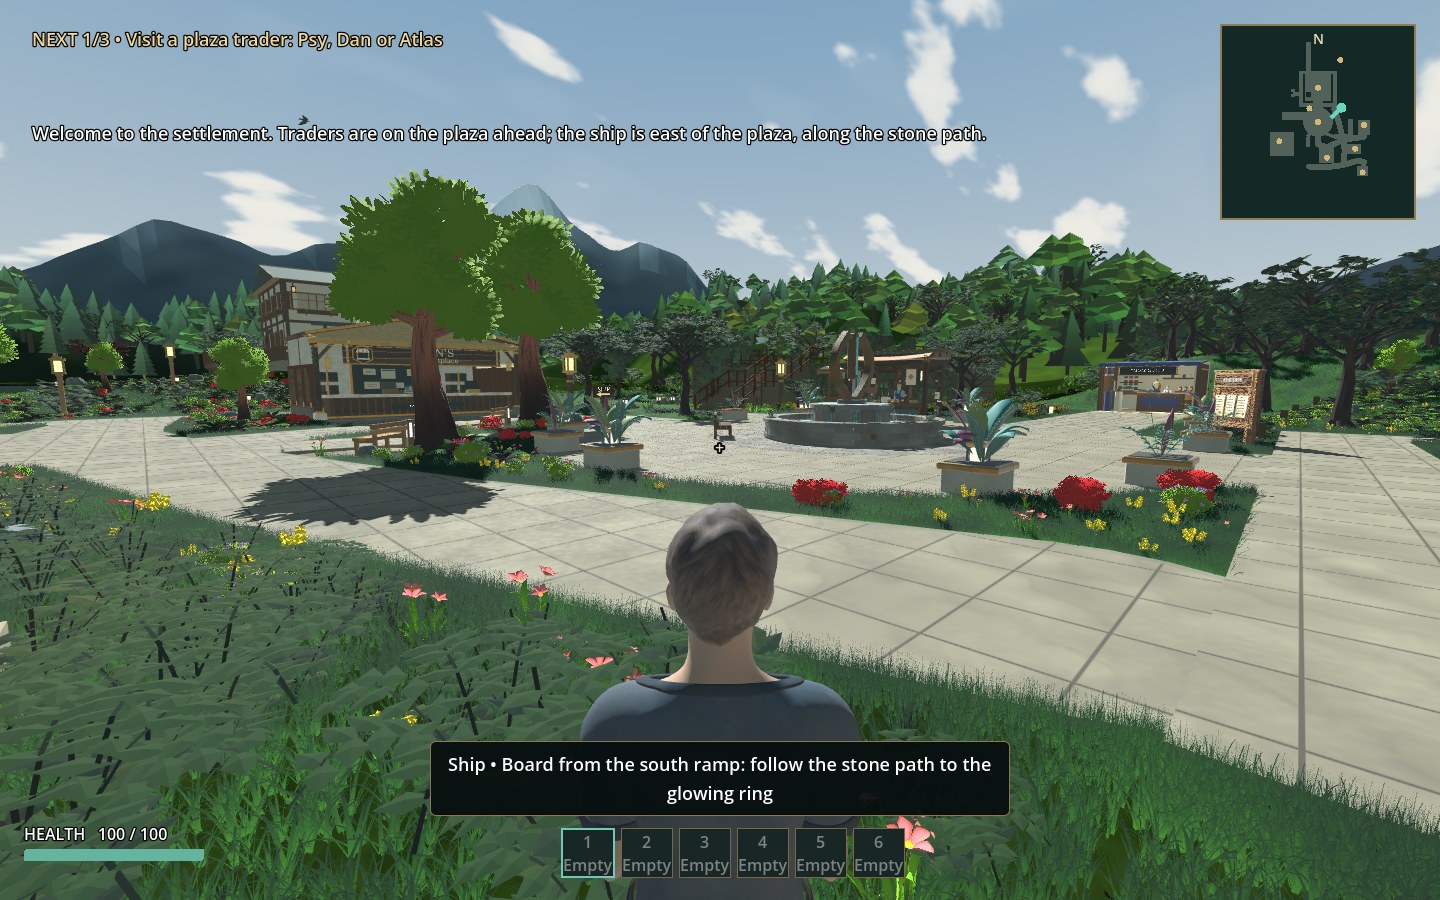 NEXT 1/3 • Visit a plaza trader: Psy, Dan or Atlas
N
Welcome to the settlement. Traders are on the plaza ahead; the ship is east of the plaza, along the stone path.
N'S
Ship • Board from the south ramp: follow the stone path to the
glowing ring
HEALTH 100 / 100
1 2 3 4 5 6
Empty Empty Empty Empty Empty Empty